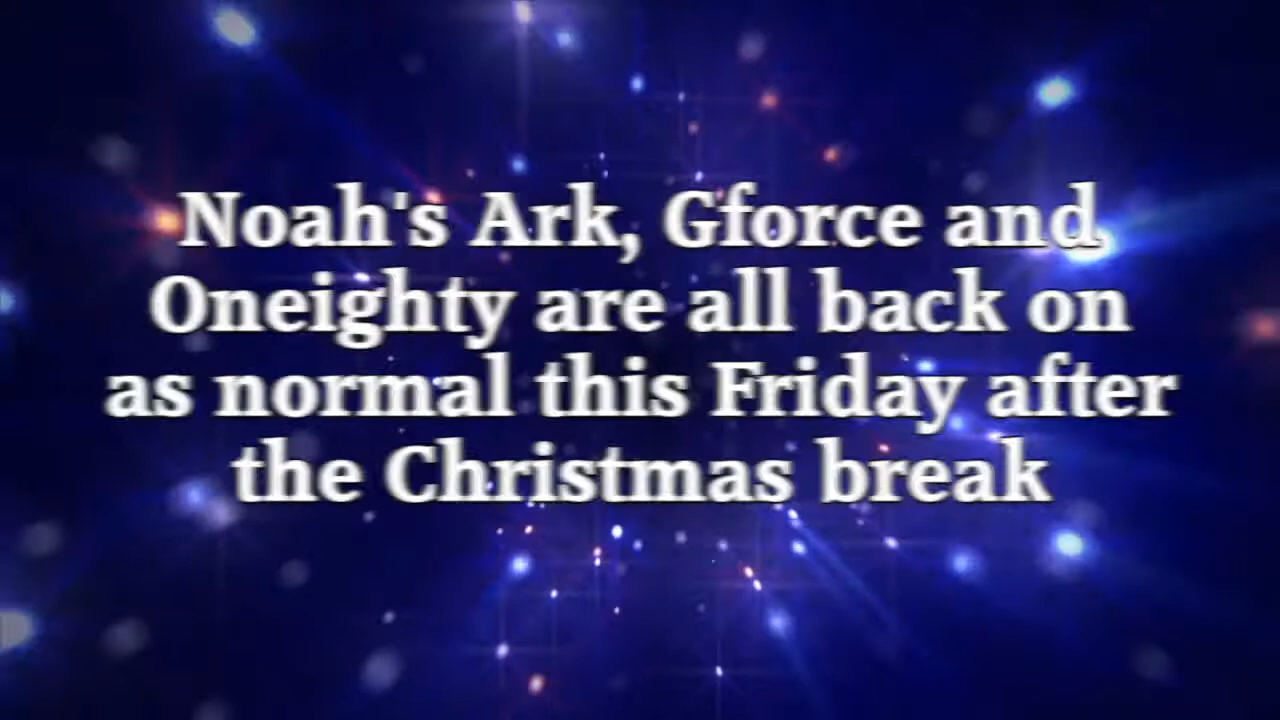 Noah's Ark, Gforce and
Oneighty are all back on
as normal this Friday after
the Christmas break